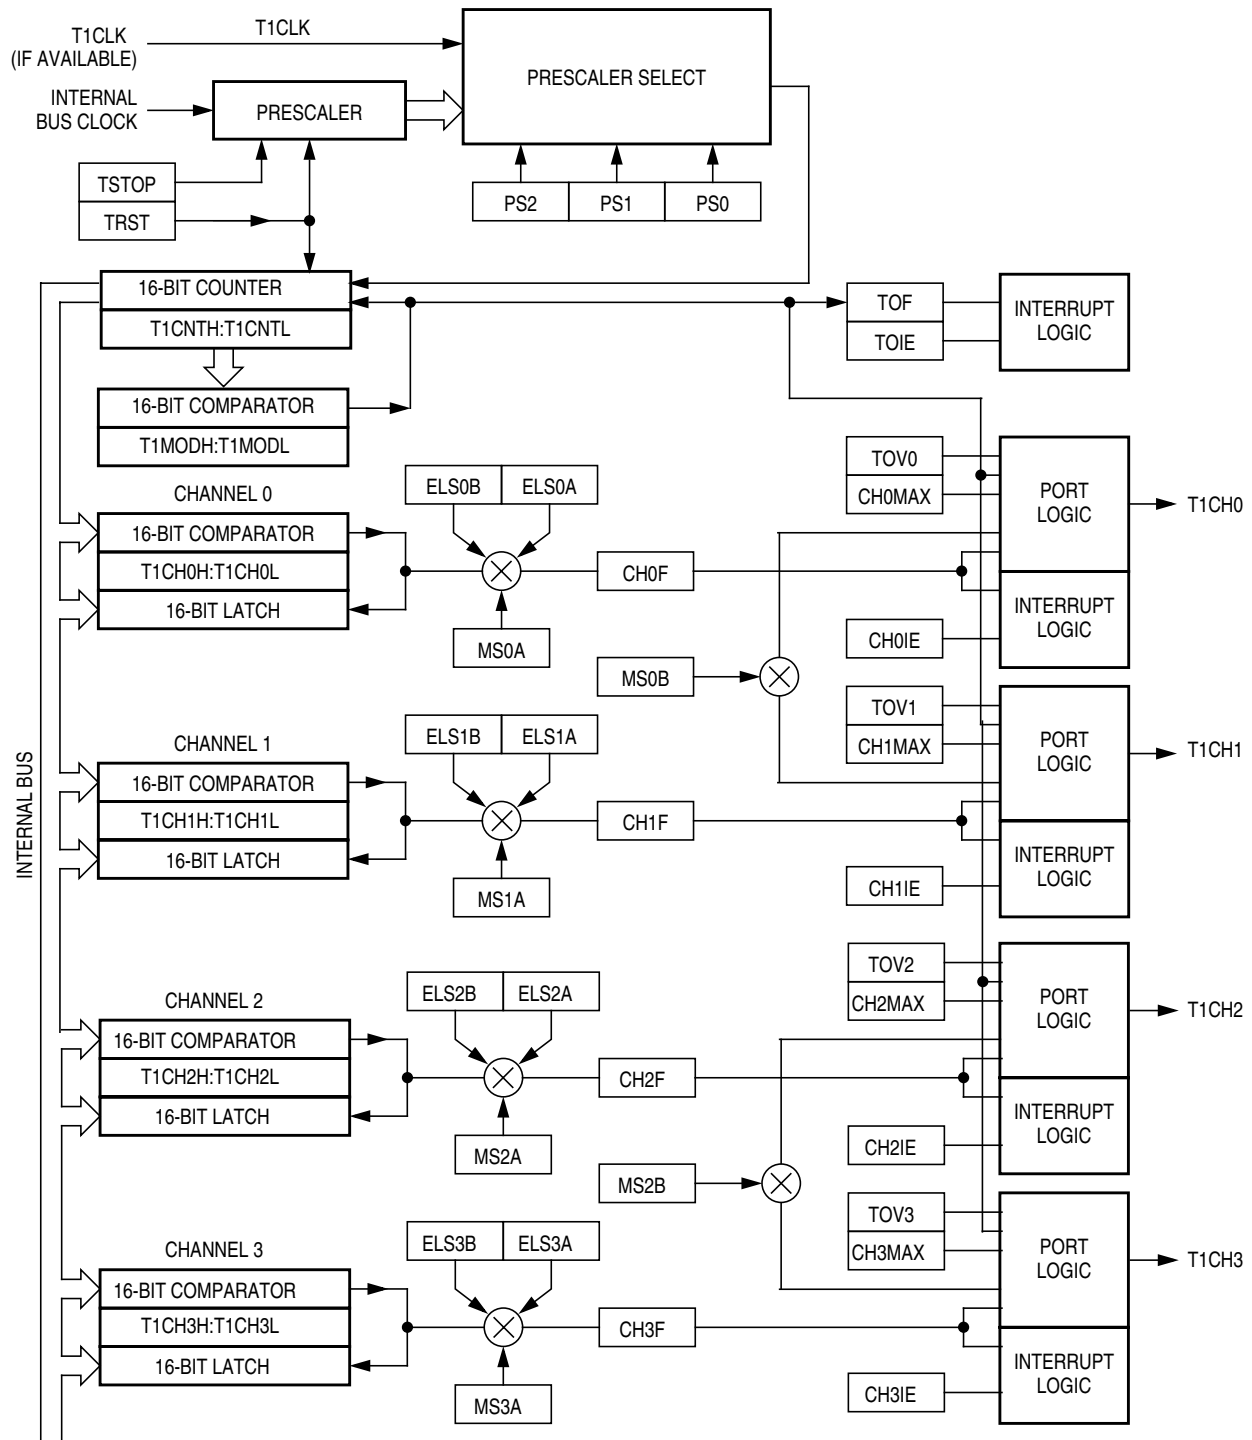 T1CLK
(IF AVAILABLE)
T1CLK
PRESCALER SELECT
INTERNAL
BUS CLOCK
PRESCALER
TSTOP
TRST
PS2
PS1
PS0
16-BIT COUNTER
T1CNTH:T1CNTL
TOF
TOIE
INTERRUPT
LOGIC
16-BIT COMPARATOR
T1MODH:T1MODL
INTERNAL BUS
CHANNEL 0
16-BIT COMPARATOR
T1CH0H:T1CH0L
16-BIT LATCH
ELS0B
ELS0A
MS0A
CH0F
MS0B
TOV0
CH0MAX
PORT
LOGIC
T1CH0
INTERRUPT
LOGIC
CH0IE
CHANNEL 1
16-BIT COMPARATOR
T1CH1H:T1CH1L
16-BIT LATCH
ELS1B
ELS1A
MS1A
CH1F
TOV1
CH1MAX
PORT
LOGIC
T1CH1
INTERRUPT
LOGIC
CH1IE
CHANNEL 2
16-BIT COMPARATOR
T1CH2H:T1CH2L
16-BIT LATCH
ELS2B
ELS2A
MS2A
CH2F
MS2B
TOV2
CH2MAX
PORT
LOGIC
T1CH2
INTERRUPT
LOGIC
CH2IE
CHANNEL 3
16-BIT COMPARATOR
T1CH3H:T1CH3L
16-BIT LATCH
ELS3B
ELS3A
MS3A
CH3F
TOV3
CH3MAX
PORT
LOGIC
T1CH3
INTERRUPT
LOGIC
CH3IE